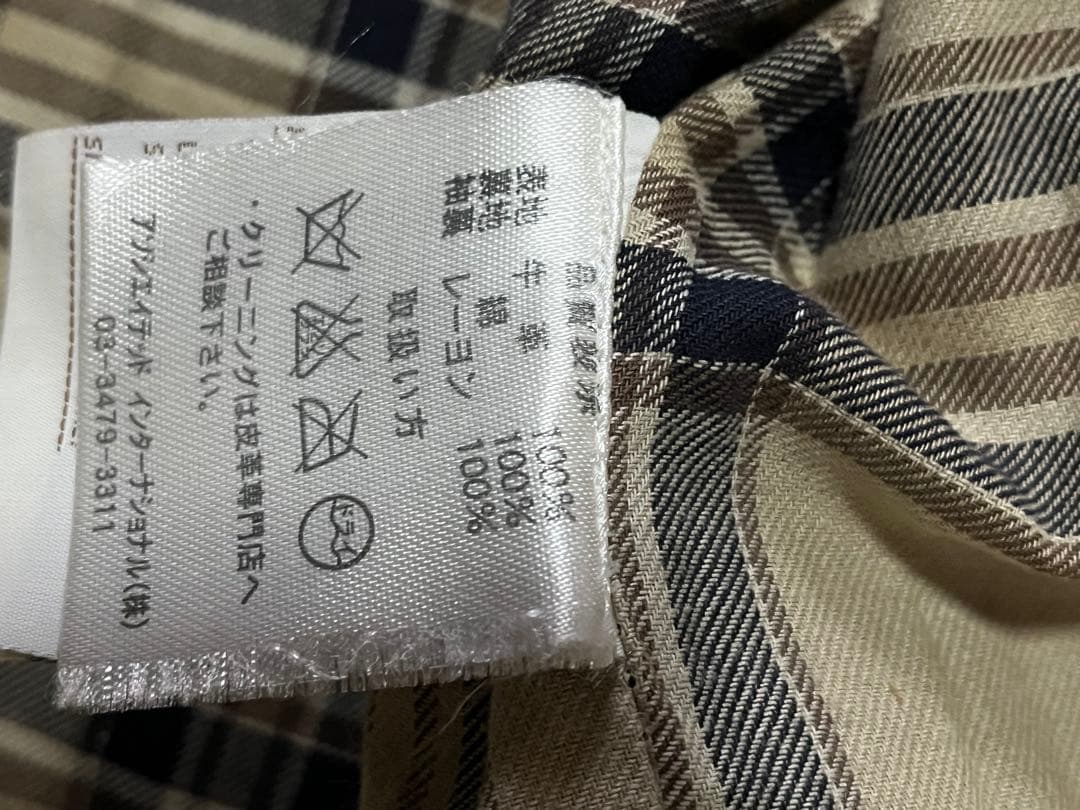 品質表示
表地 牛革 100%
裏地 綿 100%
袖裏 レーヨン 100%
取扱い方
ドライ
・クリーニングは皮革専門店へ
ご相談下さい。
アソシエイテッド インターナショナル(株)
03-3479-3311